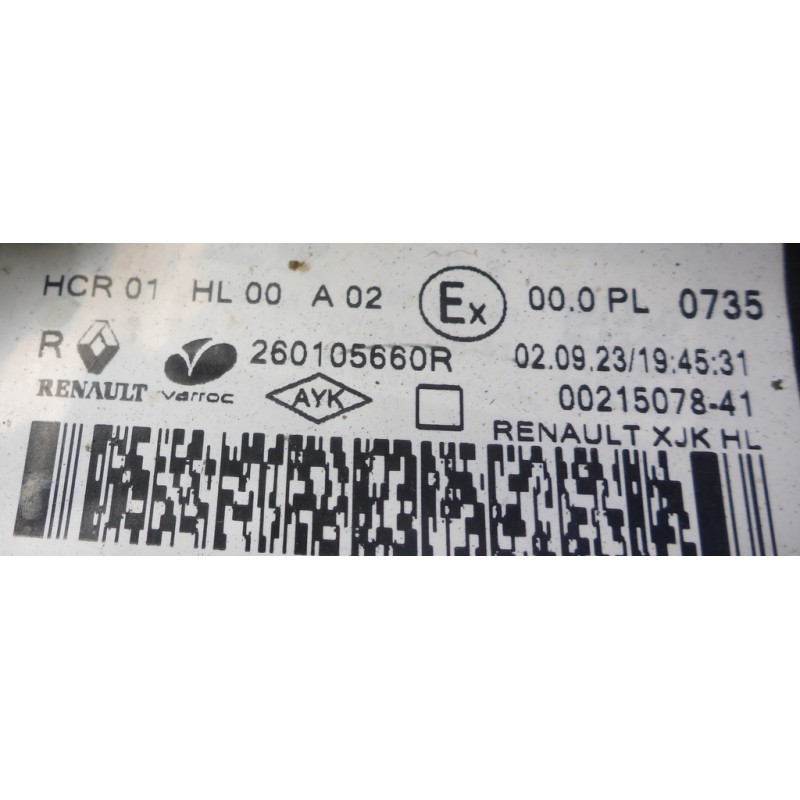 HCR 01 HL 00 A 02 Ex 00.0 PL 0735
R 260105660R 02.09.23/19:45:31
RENAULT varroc AYK 00215078-41
RENAULT XJK HL